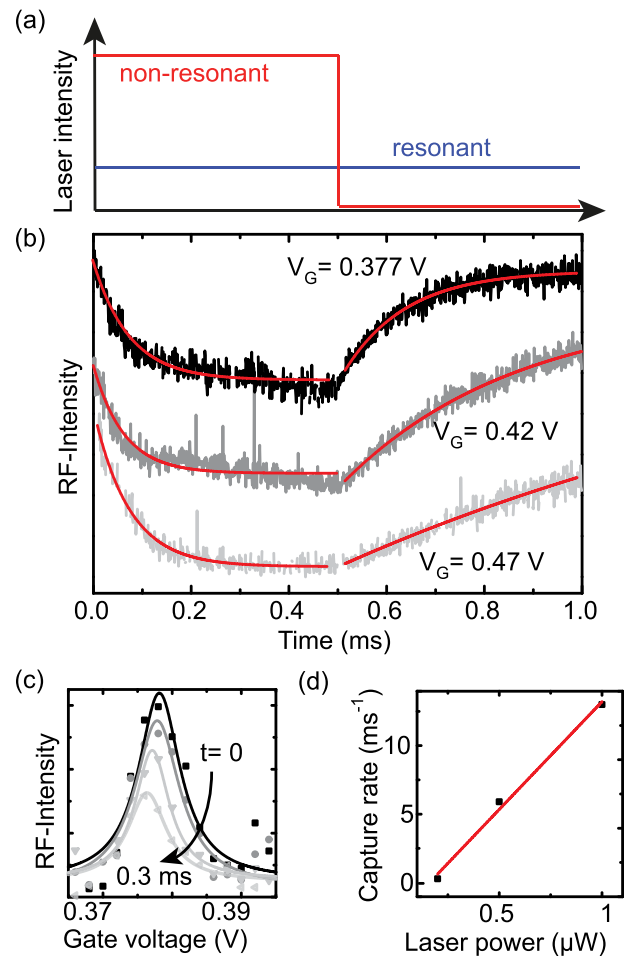 (a)
Laser intensity
non-resonant
resonant
(b)
RF-Intensity
V_G= 0.377 V
V_G= 0.42 V
V_G= 0.47 V
0.0 0.2 0.4 0.6 0.8 1.0
Time (ms)
(c)
RF-Intensity
t= 0
0.3 ms
0.37 0.39
Gate voltage (V)
(d)
Capture rate (ms⁻¹)
10
5
0
0.5 1
Laser power (µW)